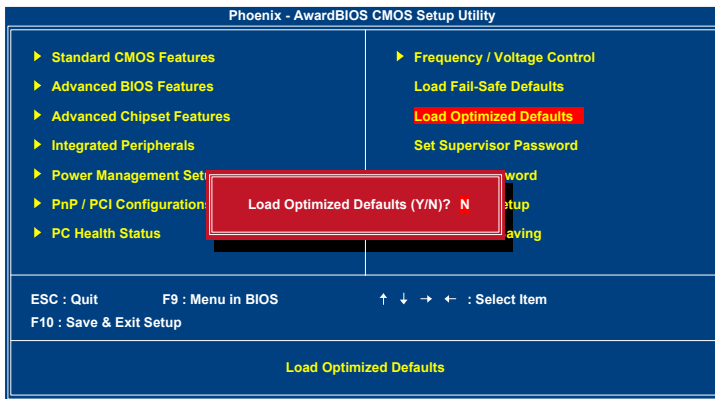 Phoenix - AwardBIOS CMOS Setup Utility
Standard CMOS Features
Advanced BIOS Features
Advanced Chipset Features
Integrated Peripherals
Power Management Setu
PnP / PCI Configurations
PC Health Status
Frequency / Voltage Control
Load Fail-Safe Defaults
Load Optimized Defaults
Set Supervisor Password
word
etup
aving
Load Optimized Defaults (Y/N)? N
ESC : Quit F9 : Menu in BIOS ↑ ↓ → ← : Select Item
F10 : Save & Exit Setup
Load Optimized Defaults